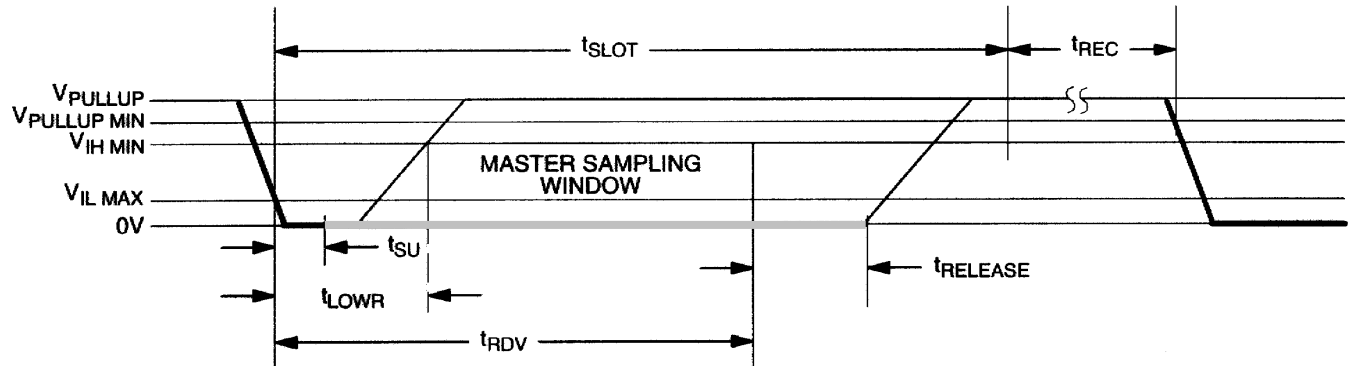 tSLOT
tREC
VPULLUP
VPULLUP MIN
VIH MIN
MASTER SAMPLING
WINDOW
VIL MAX
0V
tSU
tRELEASE
tLOWR
tRDV